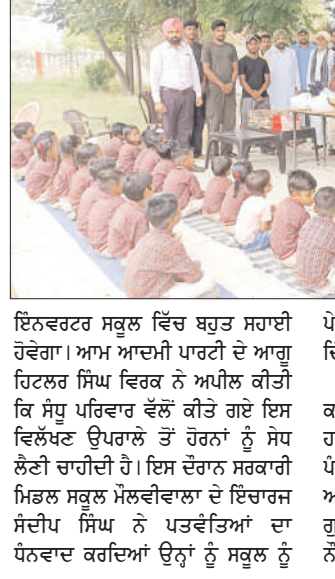 ਇੰਨਵਰਟਰ ਸਕੂਲ ਵਿੱਚ ਬਹੁਤ ਸਹਾਈ
ਹੋਵੇਗਾ। ਆਮ ਆਦਮੀ ਪਾਰਟੀ ਦੇ ਆਗੂ
ਹਿਟਲਰ ਸਿੰਘ ਵਿਰਕ ਨੇ ਅਪੀਲ ਕੀਤੀ
ਕਿ ਸੰਧੂ ਪਰਿਵਾਰ ਵੱਲੋਂ ਕੀਤੇ ਗਏ ਇਸ
ਵਿਲੱਖਣ ਉਪਰਾਲੇ ਤੋਂ ਹੋਰਨਾਂ ਨੂੰ ਸੇਧ
ਲੈਣੀ ਚਾਹੀਦੀ ਹੈ। ਇਸ ਦੌਰਾਨ ਸਰਕਾਰੀ
ਮਿਡਲ ਸਕੂਲ ਮੌਲਵੀਵਾਲਾ ਦੇ ਇੰਚਾਰਜ
ਸੰਦੀਪ ਸਿੰਘ ਨੇ ਪਤਵੰਤਿਆਂ ਦਾ
ਧੰਨਵਾਦ ਕਰਦਿਆਂ ਉਨ੍ਹਾਂ ਨੂੰ ਸਕੂਲ ਨੂੰ